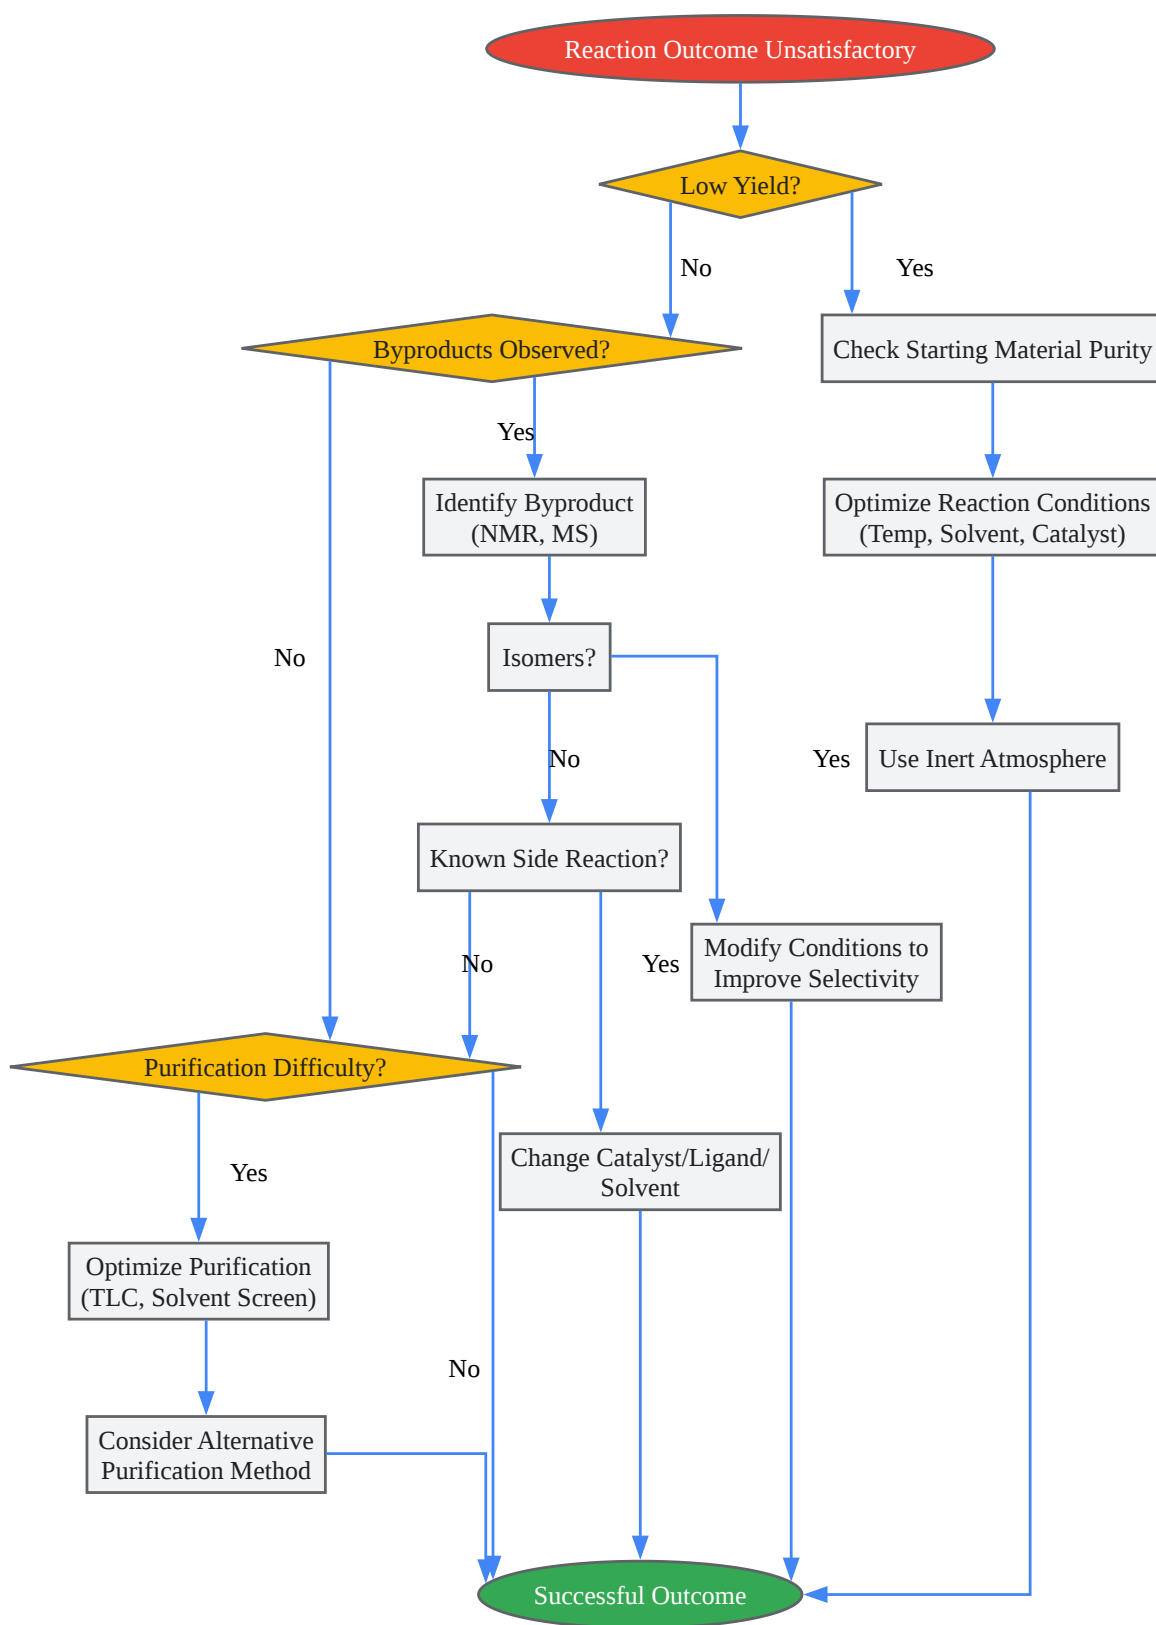 Reaction Outcome Unsatisfactory
Low Yield?
No
Yes
Byproducts Observed?
Check Starting Material Purity
Yes
Identify Byproduct
(NMR, MS)
Optimize Reaction Conditions
(Temp, Solvent, Catalyst)
No
Isomers?
No
Yes
Use Inert Atmosphere
Known Side Reaction?
No
Yes
Modify Conditions to
Improve Selectivity
Purification Difficulty?
Yes
Change Catalyst/Ligand/
Solvent
Optimize Purification
(TLC, Solvent Screen)
No
Consider Alternative
Purification Method
Successful Outcome